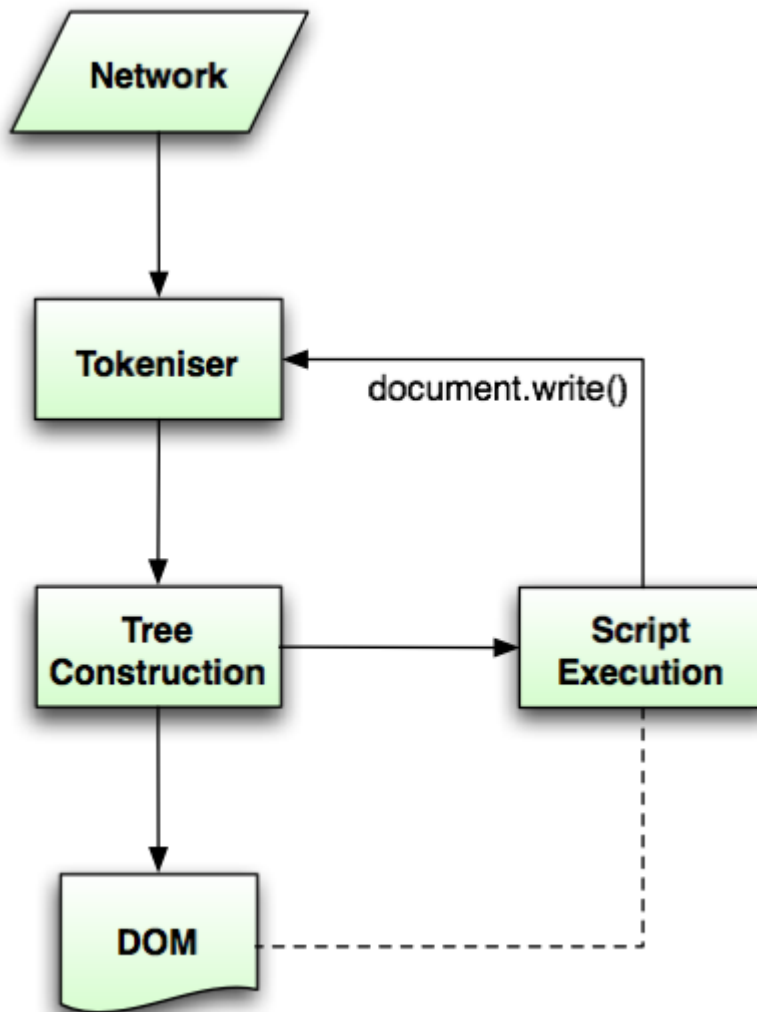 Network
Tokeniser
document.write()
Tree
Construction
Script
Execution
DOM